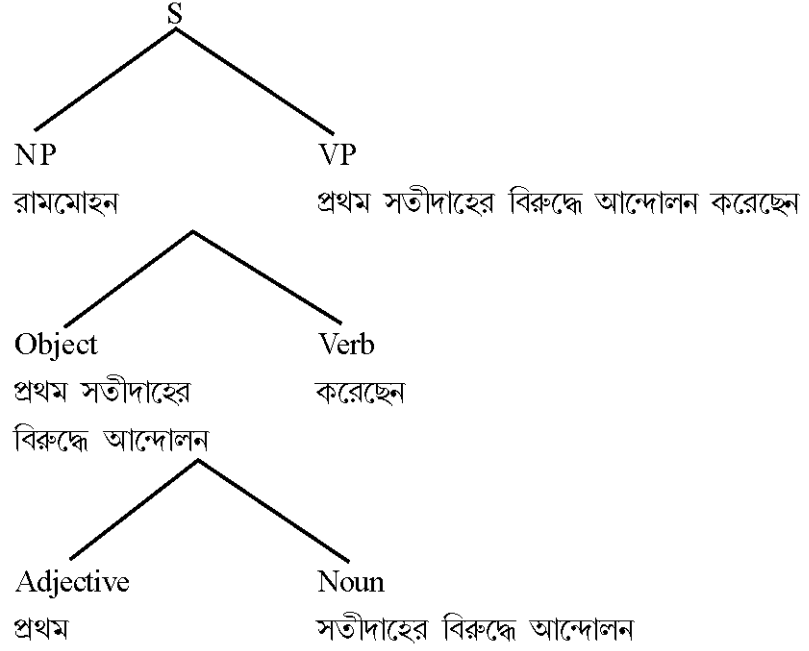 S
NP VP
রামমোহন প্রথম সতীদাহের বিরুদ্ধে আন্দোলন করেছেন
Object Verb
প্রথম সতীদাহের করেছেন
বিরুদ্ধে আন্দোলন
Adjective Noun
প্রথম সতীদাহের বিরুদ্ধে আন্দোলন